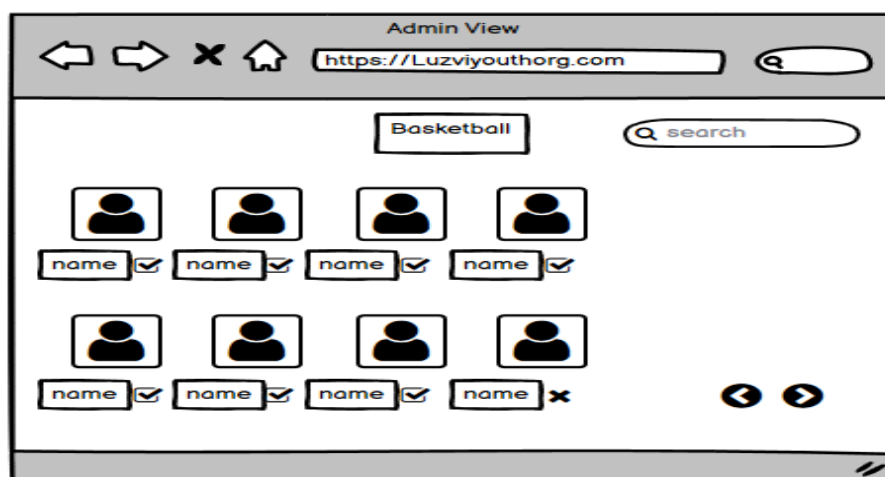 Admin View
https://Luzviyouthorg.com
Basketball
search
name name name name
name name name name